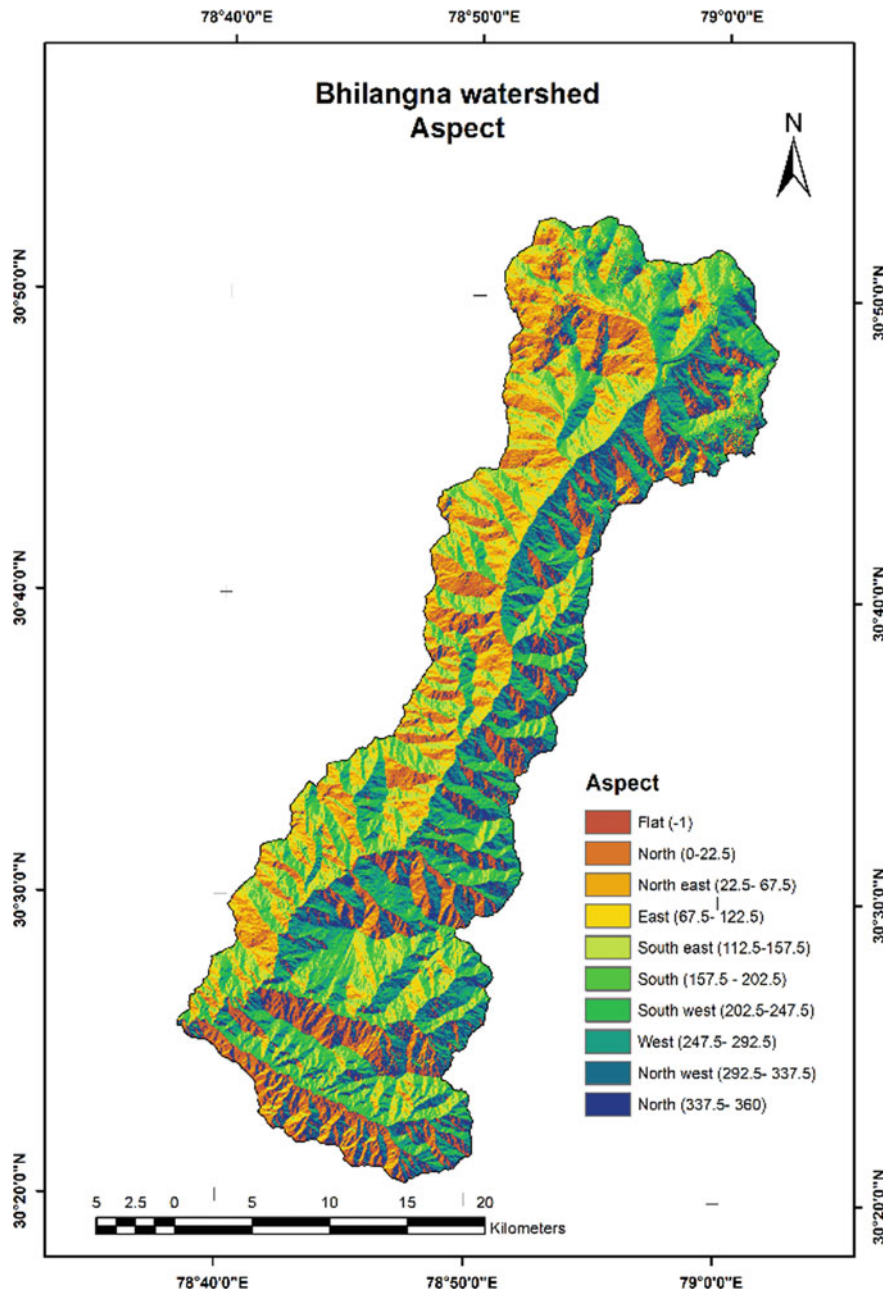 78°40'0"E 78°50'0"E 79°0'0"E
Bhilangna watershed
Aspect
N
30°50'0"N 30°50'0"N
30°40'0"N 30°40'0"N
Aspect
Flat (-1)
North (0-22.5)
North east (22.5- 67.5)
30°30'0"N 30°30'0"N
East (67.5- 122.5)
South east (112.5-157.5)
South (157.5 - 202.5)
South west (202.5-247.5)
West (247.5- 292.5)
North west (292.5- 337.5)
North (337.5- 360)
30°20'0"N 30°20'0"N
5 2.5 0 5 10 15 20
Kilometers
78°40'0"E 78°50'0"E 79°0'0"E